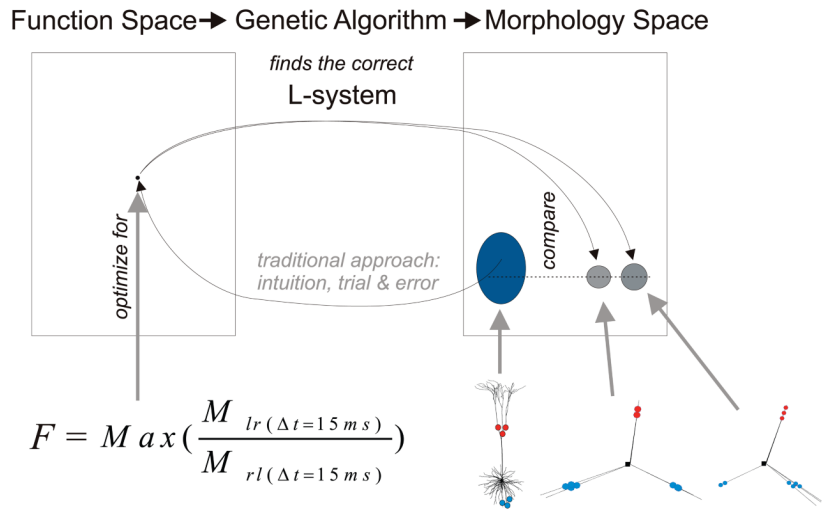 Function Space → Genetic Algorithm → Morphology Space
finds the correct
L-system
optimize for
traditional approach:
intuition, trial & error
compare
F = Max(M lr(Δt=15ms) / M rl(Δt=15ms))